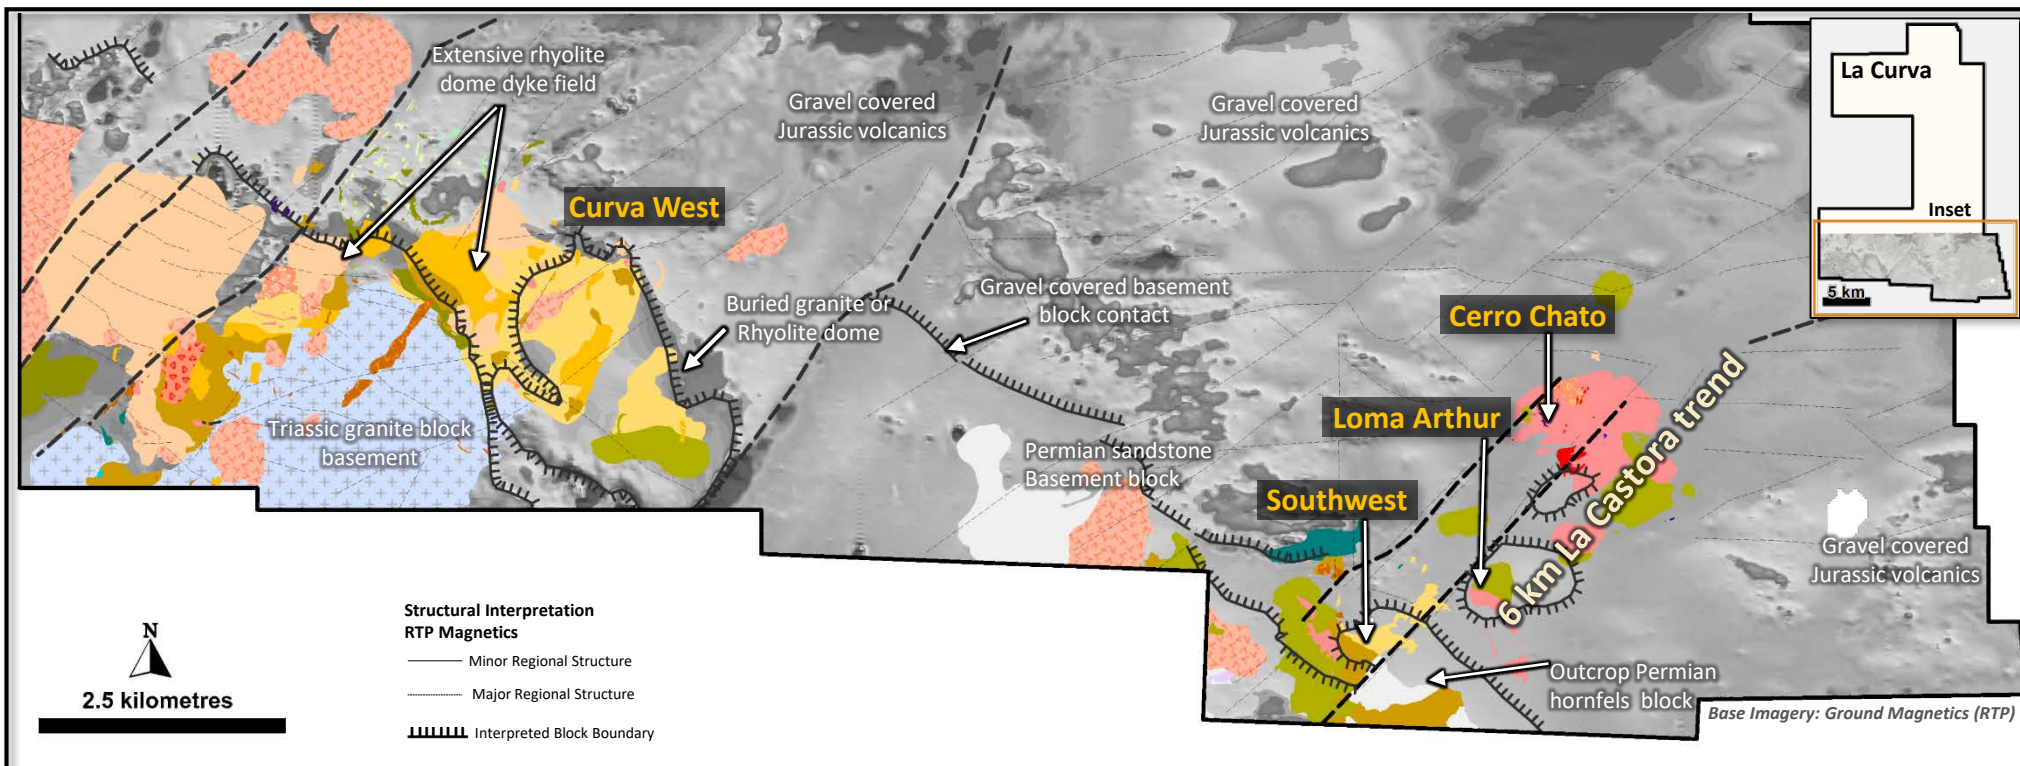 Extensive rhyolite
dome dyke field
Gravel covered
Jurassic volcanics
Gravel covered
Jurassic volcanics
La Curva
Inset
5 km
Curva West
Buried granite or
Rhyolite dome
Gravel covered basement
block contact
Cerro Chato
Loma Arthur
Triassic granite block
basement
Permian sandstone
Basement block
Southwest
6 km La Castora trend
Gravel covered
Jurassic volcanics
Outcrop Permian
hornfels block
Base Imagery: Ground Magnetics (RTP)
N
2.5 kilometres
Structural Interpretation
RTP Magnetics
Minor Regional Structure
Major Regional Structure
Interpreted Block Boundary